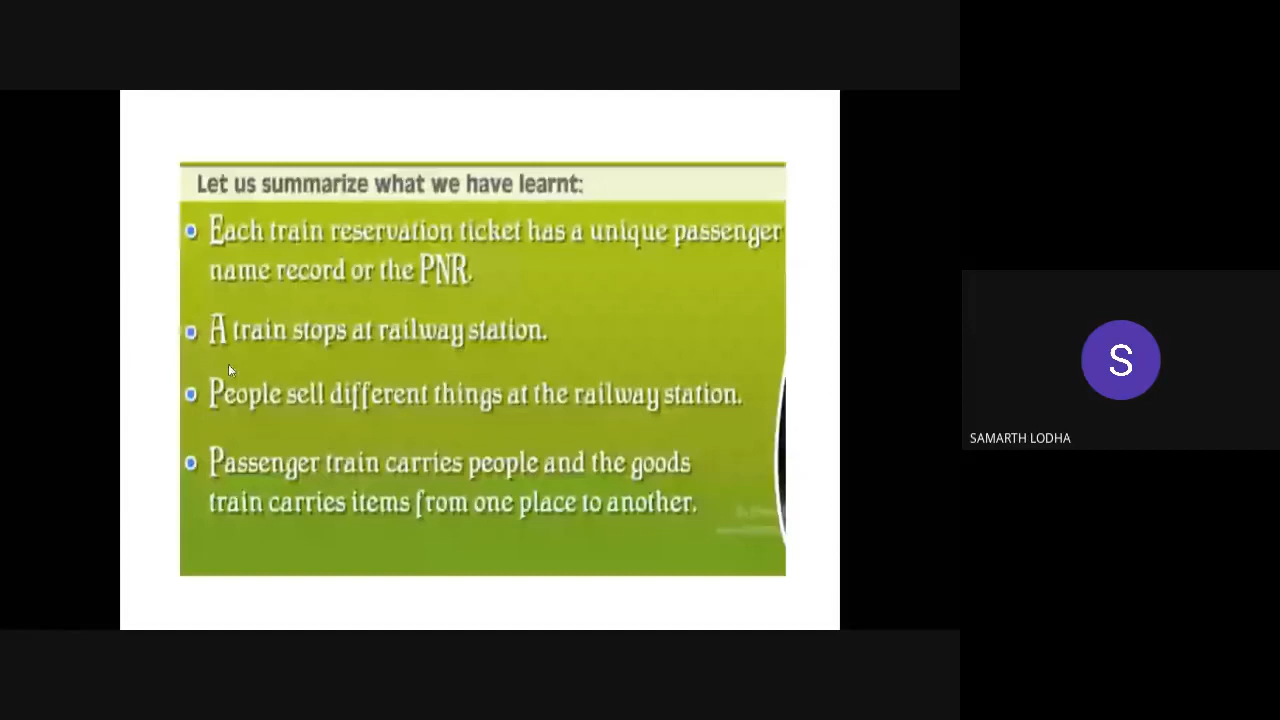 Let us summarize what we have learnt:
Each train reservation ticket has a unique passenger
name record or the PNR.
A train stops at railway station.
People sell different things at the railway station.
Passenger train carries people and the goods
train carries items from one place to another.
S
SAMARTH LODHA